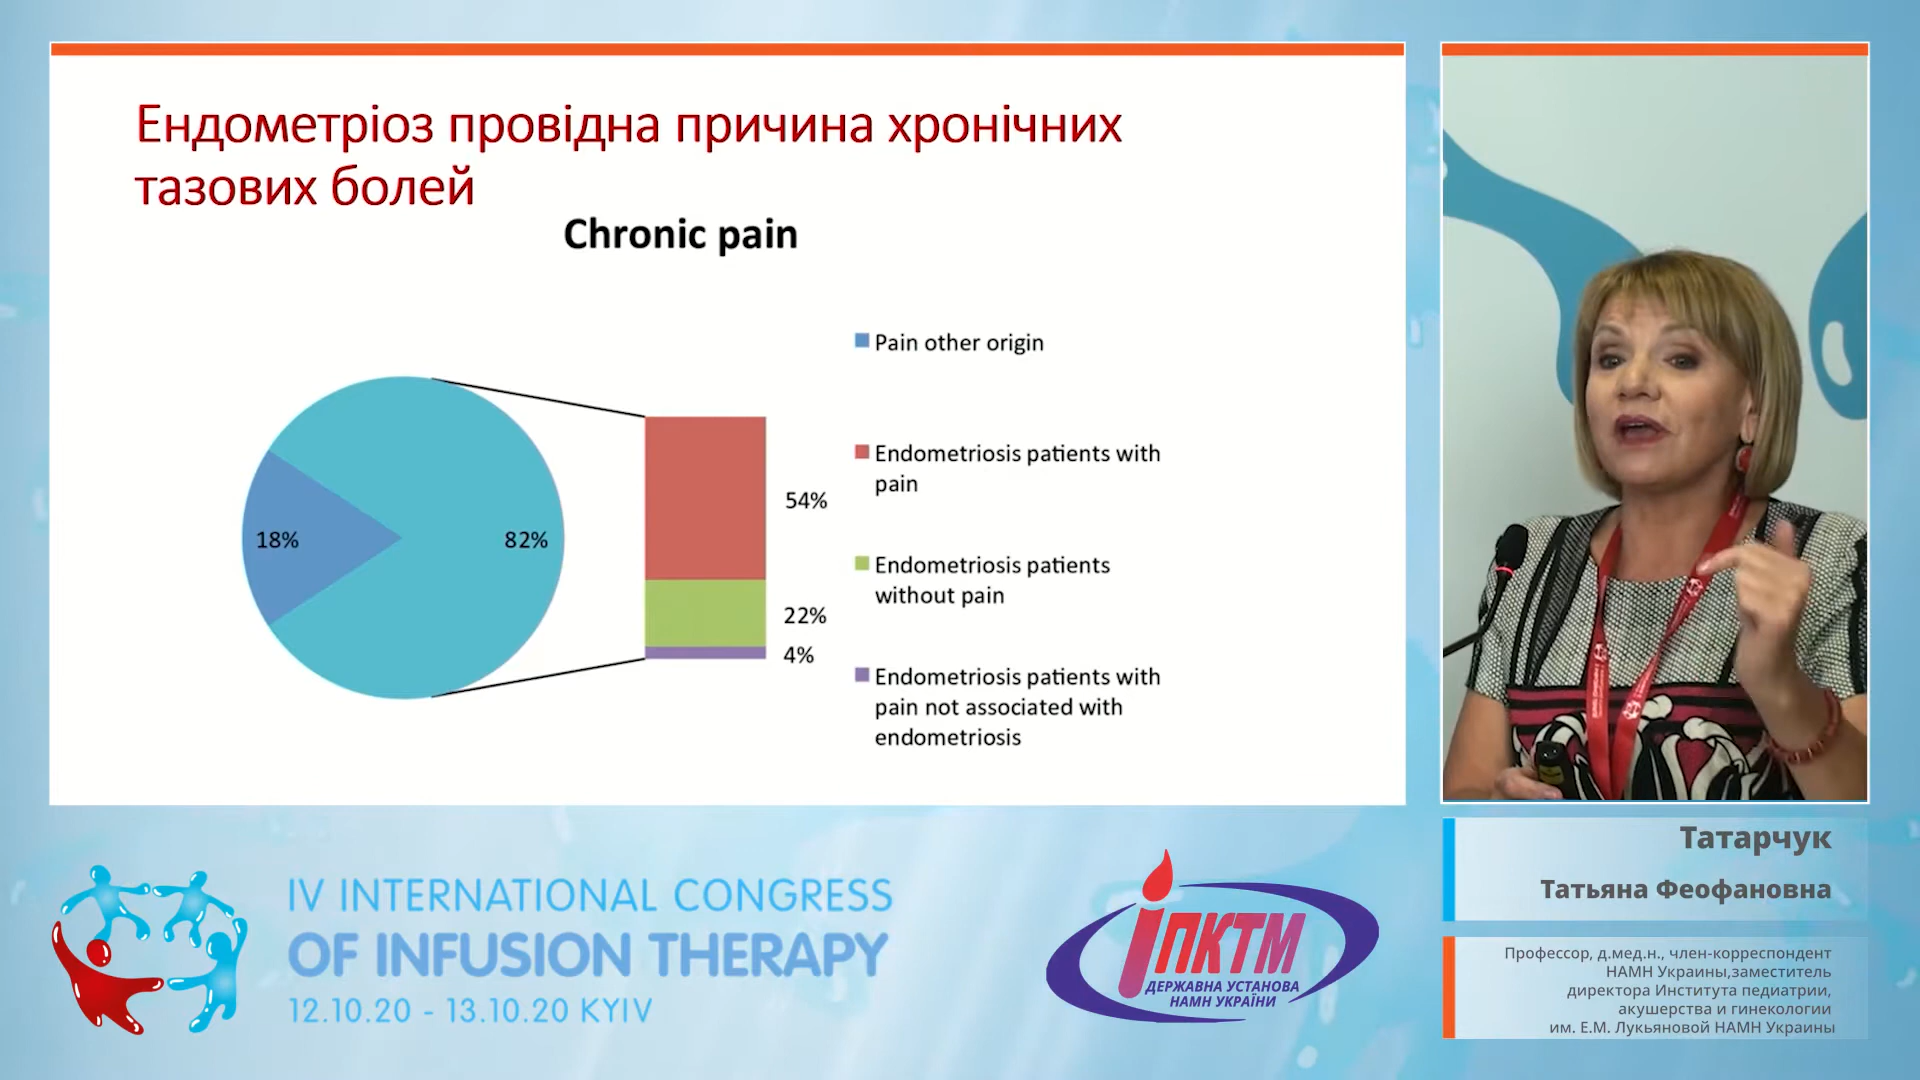 Ендометріоз провідна причина хронічних
тазових болей
Chronic pain
18%
82%
54%
22%
4%
Pain other origin
Endometriosis patients with
pain
Endometriosis patients
without pain
Endometriosis patients with
pain not associated with
endometriosis
Татарчук
Татьяна Феофановна
Профессор, д.мед.н., член-корреспондент
НАМН Украины,заместитель
директора Института педиатрии,
акушерства и гинекологии
им. Е.М. Лукьяновой НАМН Украины
IV INTERNATIONAL CONGRESS
OF INFUSION THERAPY
12.10.20 - 13.10.20 KYIV
іПКТМ
ДЕРЖАВНА УСТАНОВА
НАМН УКРАЇНИ